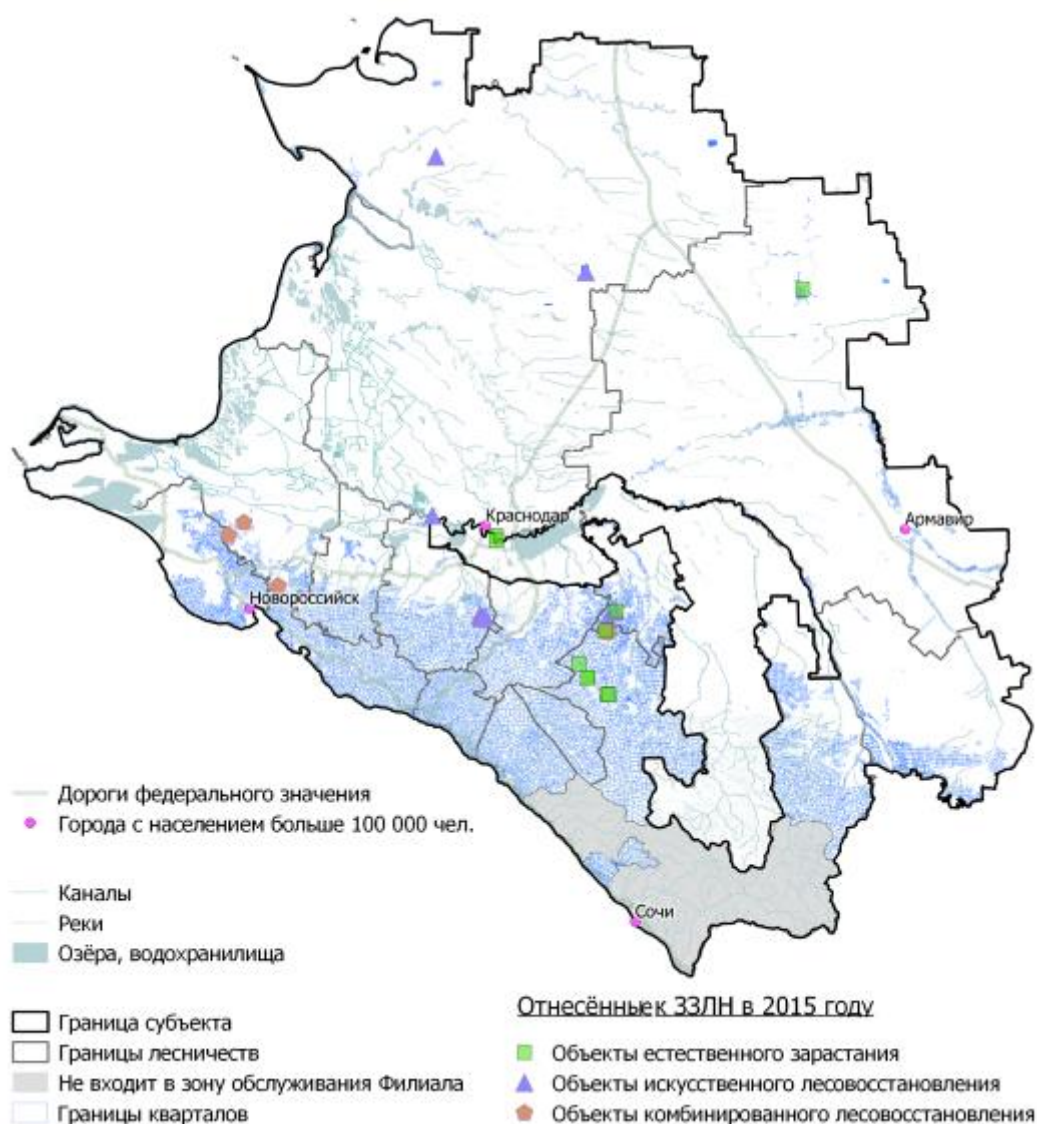 Краснодар
Армавир
Новороссийск
Сочи
Дороги федерального значения
Города с населением больше 100 000 чел.
Каналы
Реки
Озёра, водохранилища
Граница субъекта
Границы лесничеств
Не входит в зону обслуживания Филиала
Границы кварталов
Отнесённые к ЗЗЛН в 2015 году
Объекты естественного зарастания
Объекты искусственного лесовосстановления
Объекты комбинированного лесовосстановления